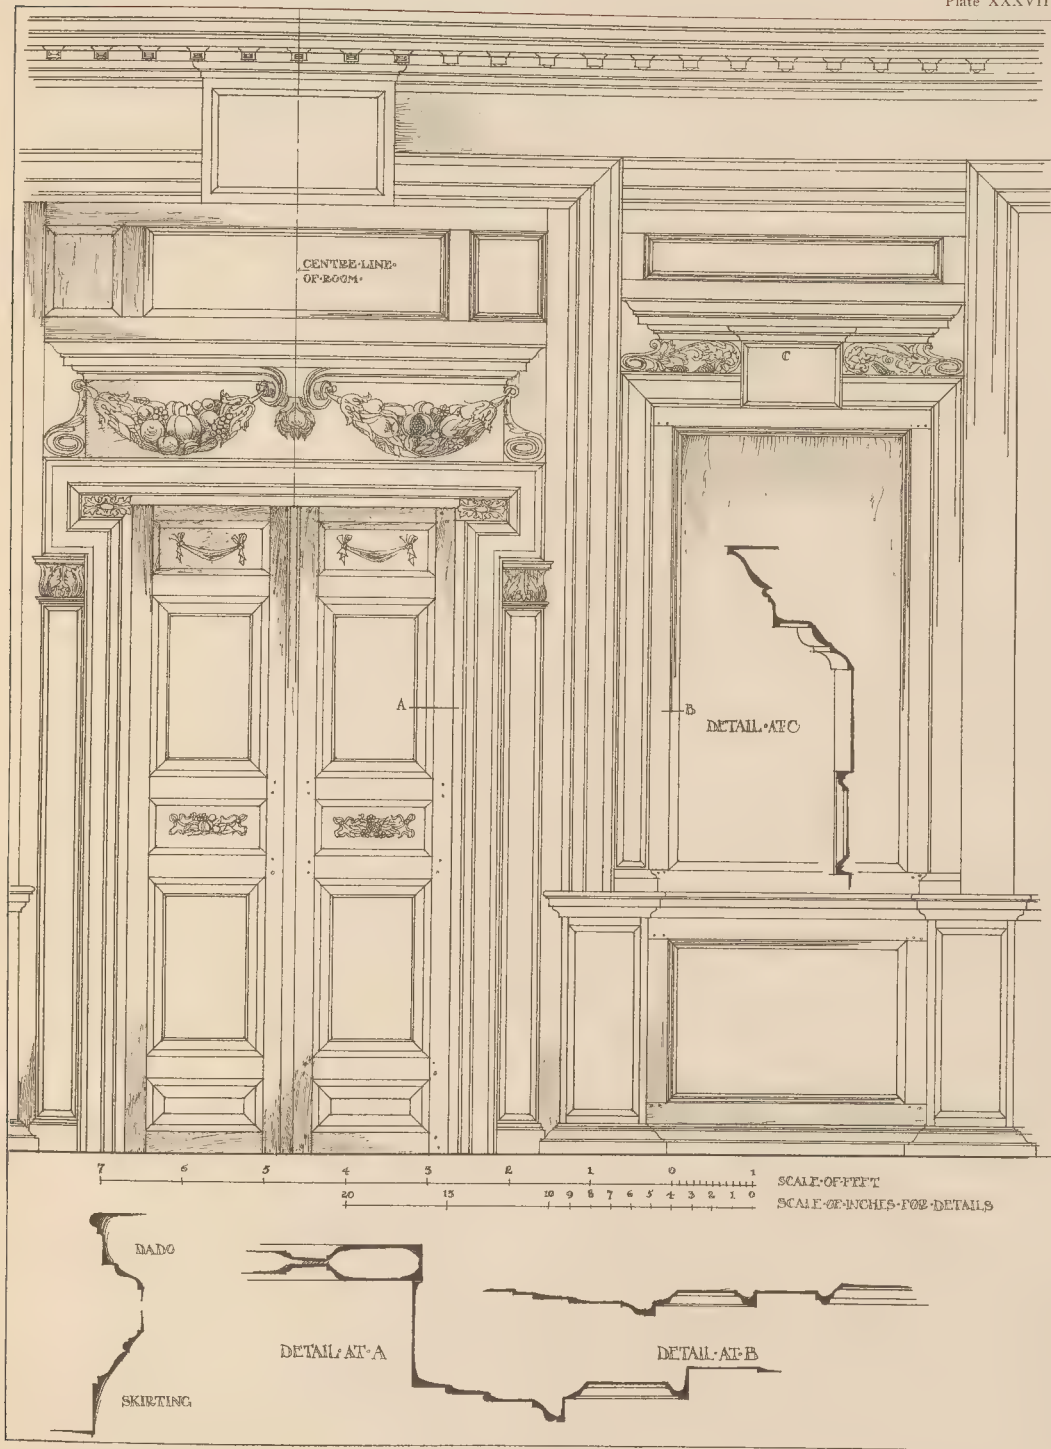 Plate XXXVII
CENTRE·LINE·
OF·ROOM·
C
A
B
DETAIL·AT·C
7 6 5 4 3 2 1 0 1
SCALE·OF·FEET
20 15 10 9 8 7 6 5 4 3 2 1 0
SCALE·OF·INCHES·FOR·DETAILS
DADO
DETAIL·AT·A
DETAIL·AT·B
SKIRTING